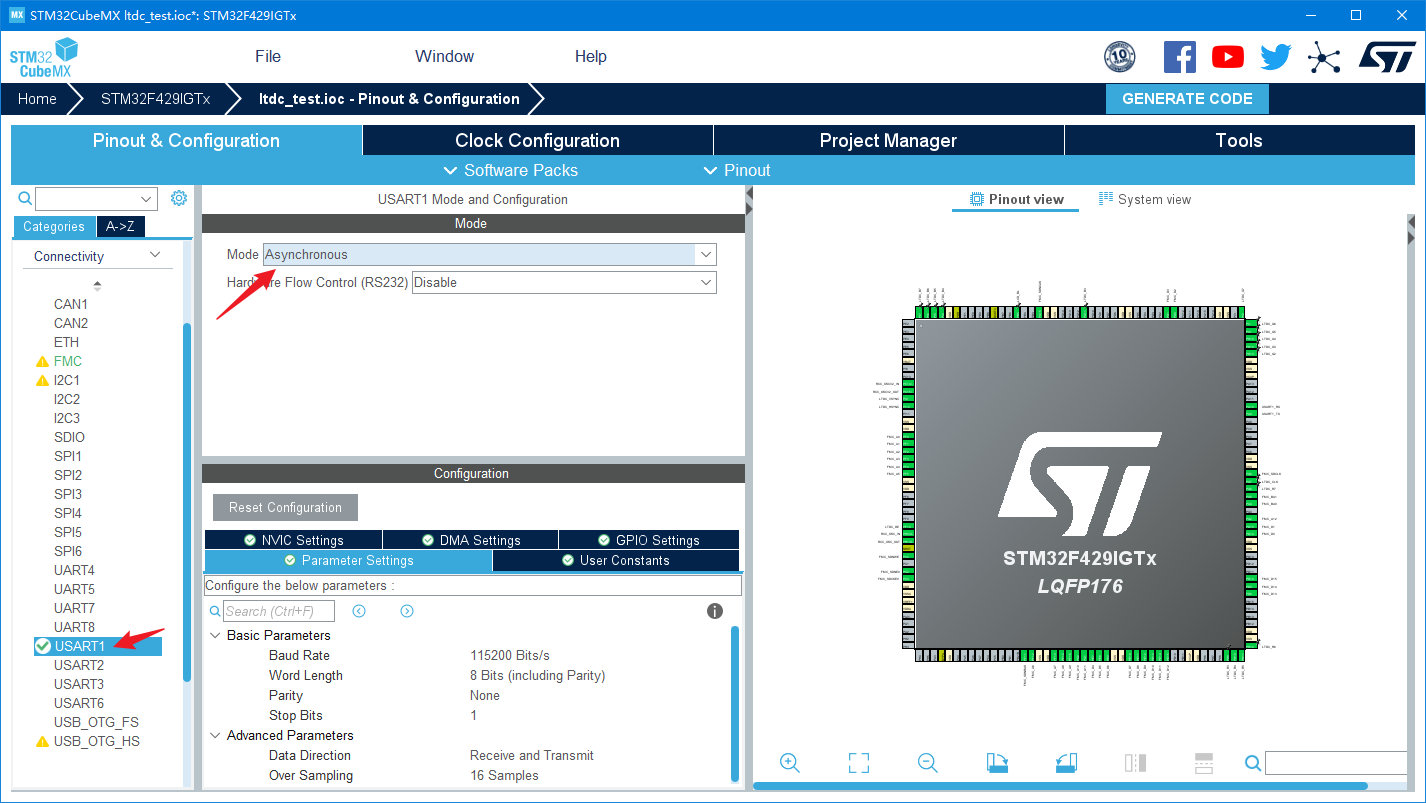 MX STM32CubeMX ltdc_test.ioc*: STM32F429IGTx
STM32
CubeMX
File Window Help
10
Home STM32F429IGTx ltdc_test.ioc - Pinout & Configuration GENERATE CODE
Pinout & Configuration Clock Configuration Project Manager Tools
Software Packs Pinout
Categories A->Z
Connectivity
CAN1
CAN2
ETH
FMC
I2C1
I2C2
I2C3
SDIO
SPI1
SPI2
SPI3
SPI4
SPI5
SPI6
UART4
UART5
UART7
UART8
USART1
USART2
USART3
USART6
USB_OTG_FS
USB_OTG_HS
USART1 Mode and Configuration
Mode
Mode Asynchronous
Hardware Flow Control (RS232) Disable
Configuration
Reset Configuration
NVIC Settings DMA Settings GPIO Settings
Parameter Settings User Constants
Configure the below parameters :
Search (Ctrl+F)
Basic Parameters
Baud Rate 115200 Bits/s
Word Length 8 Bits (including Parity)
Parity None
Stop Bits 1
Advanced Parameters
Data Direction Receive and Transmit
Over Sampling 16 Samples
Pinout view System view
STM32F429IGTx
LQFP176